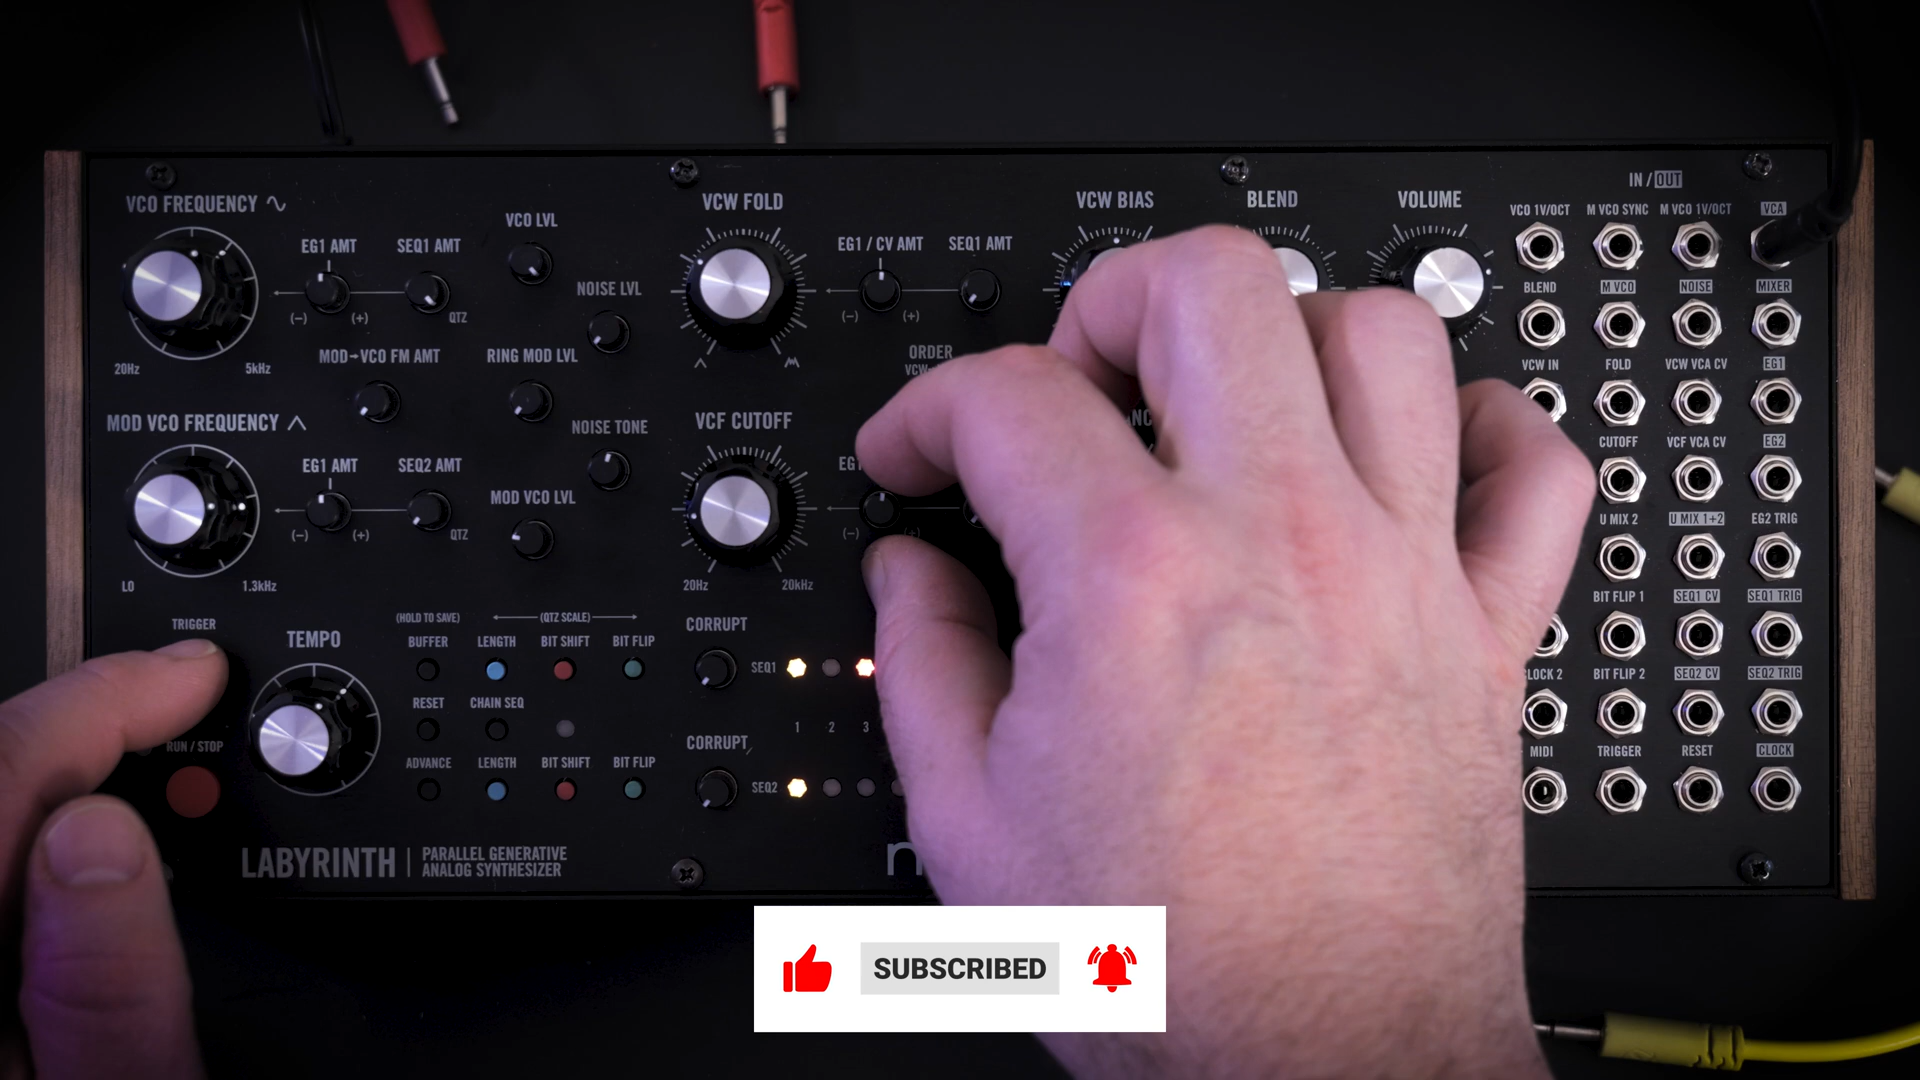 IN / OUT
VCO FREQUENCY
VCO LVL
VCW FOLD
VCW BIAS
BLEND
VOLUME
VCO 1V/OCT
M VCO SYNC
M VCO 1V/OCT
VCA
EG1 AMT
SEQ1 AMT
EG1 / CV AMT
SEQ1 AMT
NOISE LVL
BLEND
M VCO
NOISE
MIXER
(–)
(+)
QTZ
(–)
(+)
MOD→VCO FM AMT
RING MOD LVL
ORDER
20Hz
5kHz
VCW IN
FOLD
VCW VCA CV
EG1
MOD VCO FREQUENCY
NOISE TONE
VCF CUTOFF
CUTOFF
VCF VCA CV
EG2
EG1 AMT
SEQ2 AMT
MOD VCO LVL
U MIX 2
U MIX 1+2
EG2 TRIG
(–)
(+)
QTZ
(–)
(+)
LO
1.3kHz
20Hz
20kHz
BIT FLIP 1
SEQ1 CV
SEQ1 TRIG
TRIGGER
TEMPO
(HOLD TO SAVE)
(QTZ SCALE)
BUFFER
LENGTH
BIT SHIFT
BIT FLIP
CORRUPT
SEQ1
LOCK 2
BIT FLIP 2
SEQ2 CV
SEQ2 TRIG
RESET
CHAIN SEQ
1
2
3
RUN / STOP
ADVANCE
LENGTH
BIT SHIFT
BIT FLIP
CORRUPT
SEQ2
MIDI
TRIGGER
RESET
CLOCK
LABYRINTH
PARALLEL GENERATIVE
ANALOG SYNTHESIZER
SUBSCRIBED